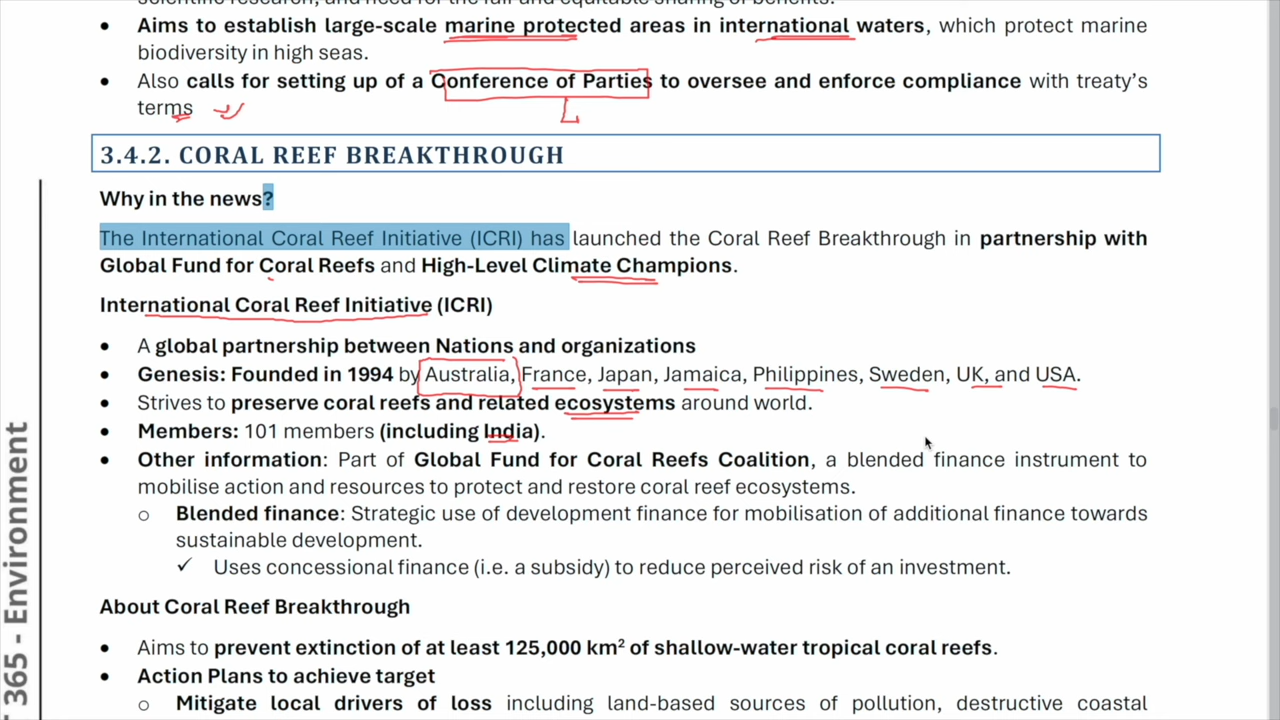 scientific research, and need for the fair and equitable sharing of benefits.
• Aims to establish large-scale marine protected areas in international waters, which protect marine
biodiversity in high seas.
• Also calls for setting up of a Conference of Parties to oversee and enforce compliance with treaty's
terms
3.4.2. CORAL REEF BREAKTHROUGH
Why in the news?
The International Coral Reef Initiative (ICRI) has launched the Coral Reef Breakthrough in partnership with
Global Fund for Coral Reefs and High-Level Climate Champions.
International Coral Reef Initiative (ICRI)
• A global partnership between Nations and organizations
• Genesis: Founded in 1994 by Australia, France, Japan, Jamaica, Philippines, Sweden, UK, and USA.
• Strives to preserve coral reefs and related ecosystems around world.
• Members: 101 members (including India).
• Other information: Part of Global Fund for Coral Reefs Coalition, a blended finance instrument to
mobilise action and resources to protect and restore coral reef ecosystems.
o Blended finance: Strategic use of development finance for mobilisation of additional finance towards
sustainable development.
✓ Uses concessional finance (i.e. a subsidy) to reduce perceived risk of an investment.
About Coral Reef Breakthrough
• Aims to prevent extinction of at least 125,000 km² of shallow-water tropical coral reefs.
• Action Plans to achieve target
o Mitigate local drivers of loss including land-based sources of pollution, destructive coastal
365 - Environment